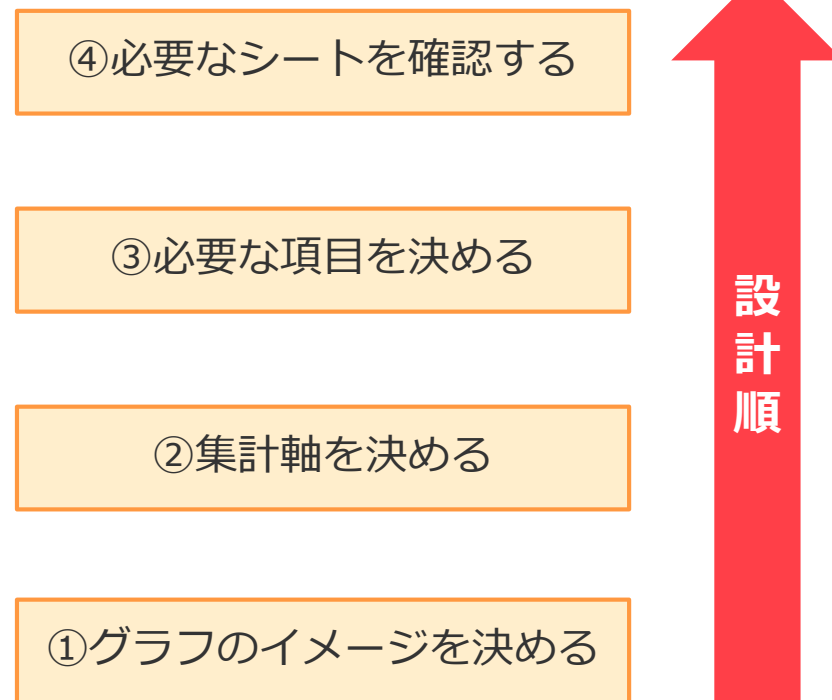 ④必要なシートを確認する
③必要な項目を決める
②集計軸を決める
①グラフのイメージを決める
設計順